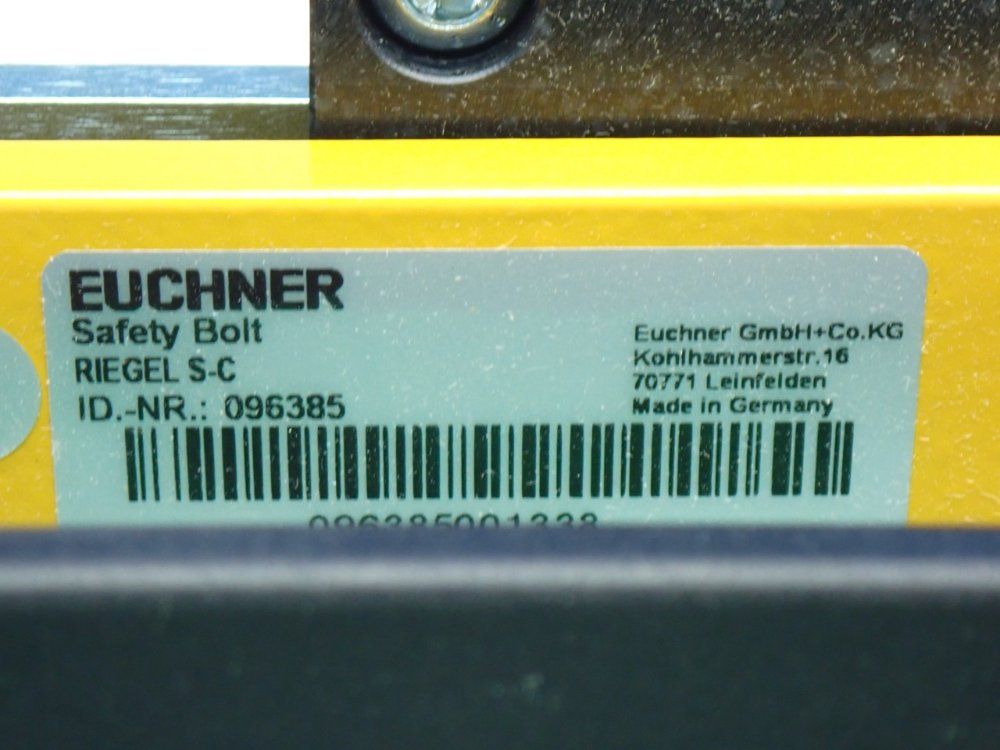 EUCHNER
Safety Bolt
RIEGEL S-C
ID.-NR.: 096385
Euchner GmbH+Co.KG
Kohlhammerstr.16
70771 Leinfelden
Made in Germany